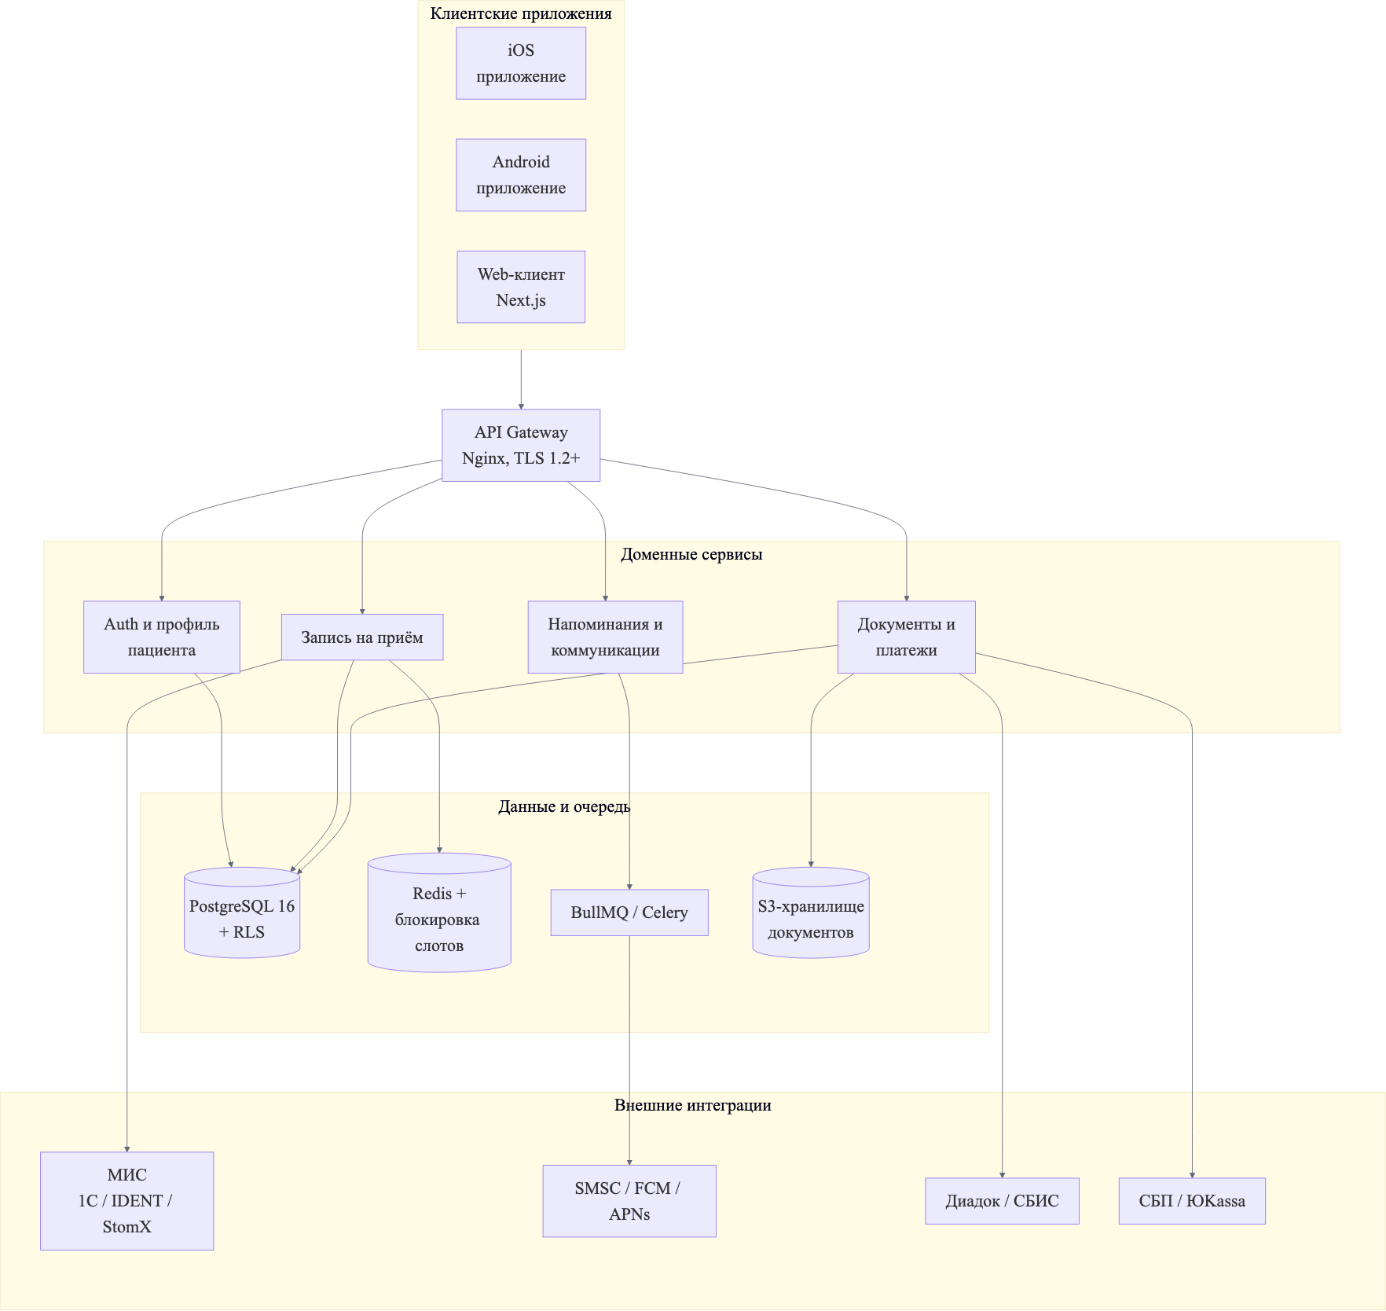 Клиентские приложения
iOS
приложение
Android
приложение
Web-клиент
Next.js
API Gateway
Nginx, TLS 1.2+
Доменные сервисы
Auth и профиль
пациента
Запись на приём
Напоминания и
коммуникации
Документы и
платежи
Данные и очередь
PostgreSQL 16
+ RLS
Redis +
блокировка
слотов
BullMQ / Celery
S3-хранилище
документов
Внешние интеграции
МИС
1C / IDENT /
StomX
SMSC / FCM /
APNs
Диадок / СБИС
СБП / ЮKassa